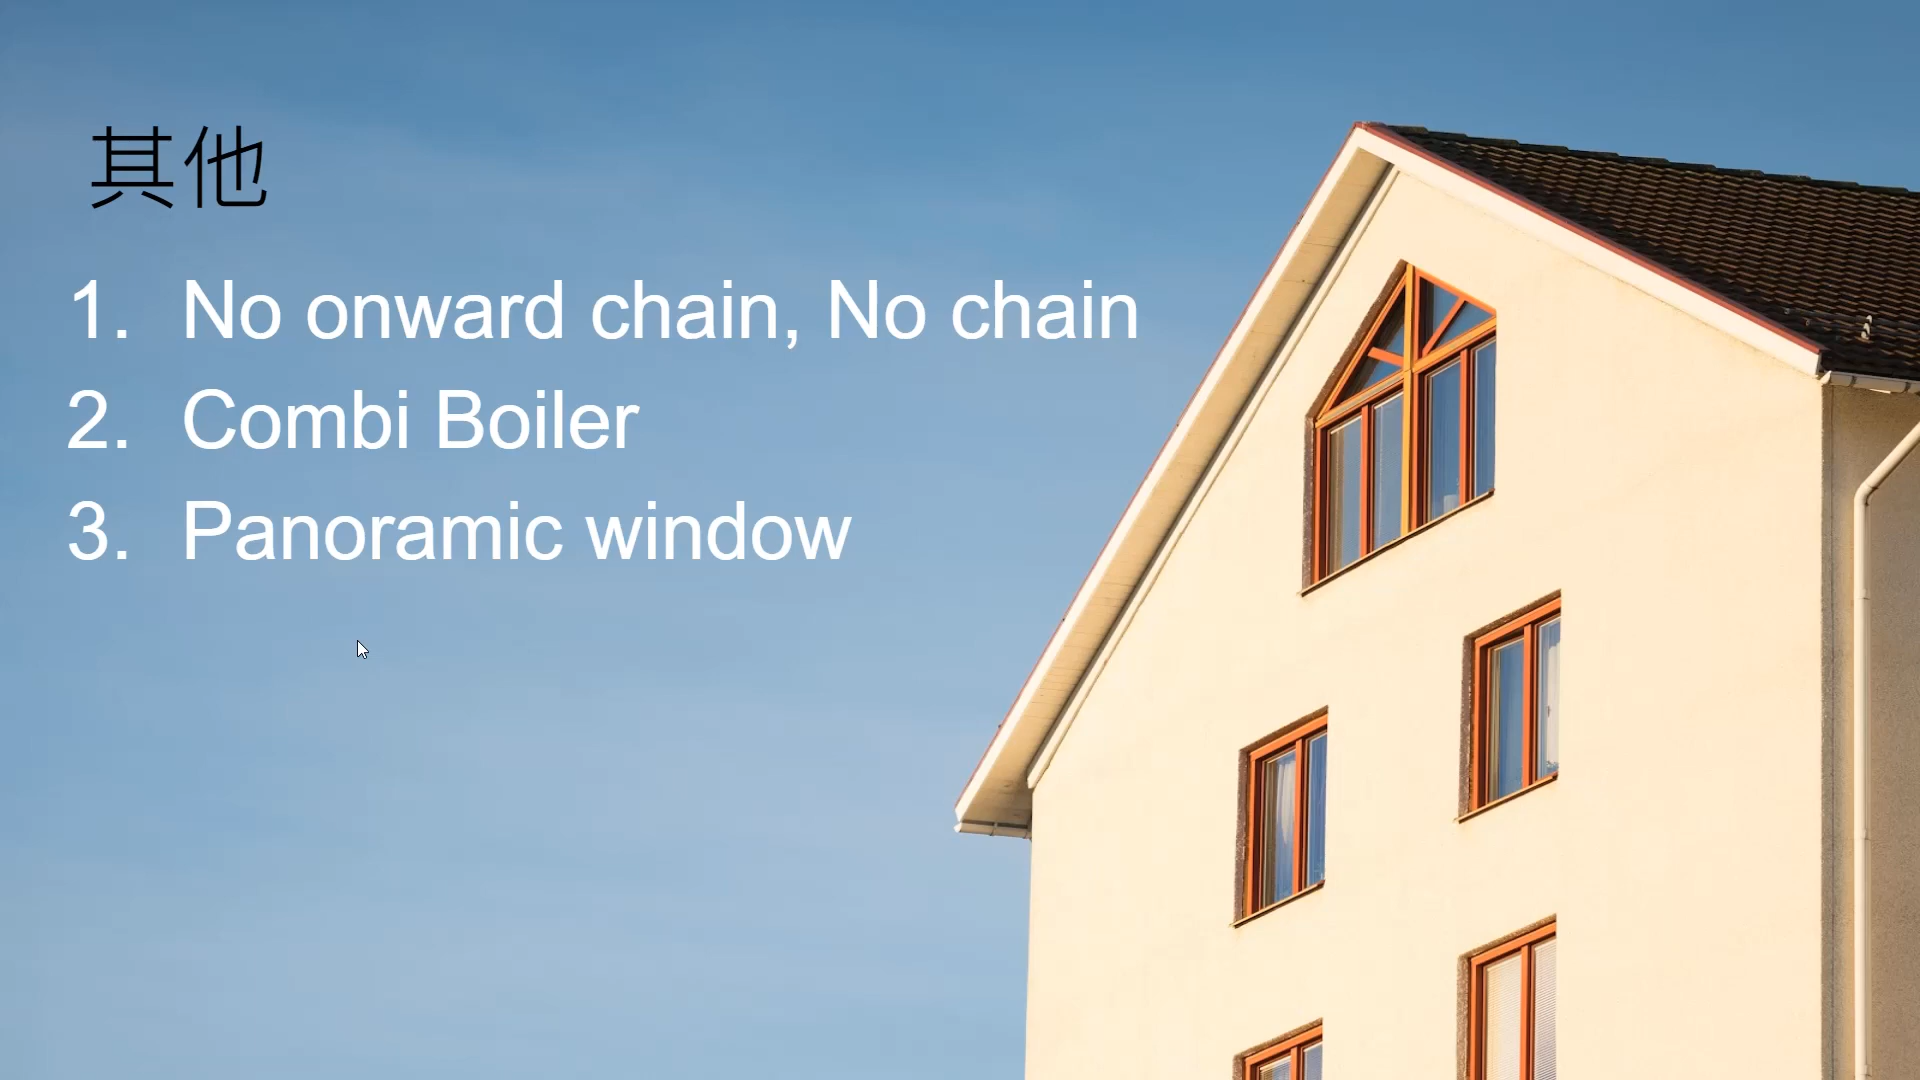 其他
1. No onward chain, No chain
2. Combi Boiler
3. Panoramic window